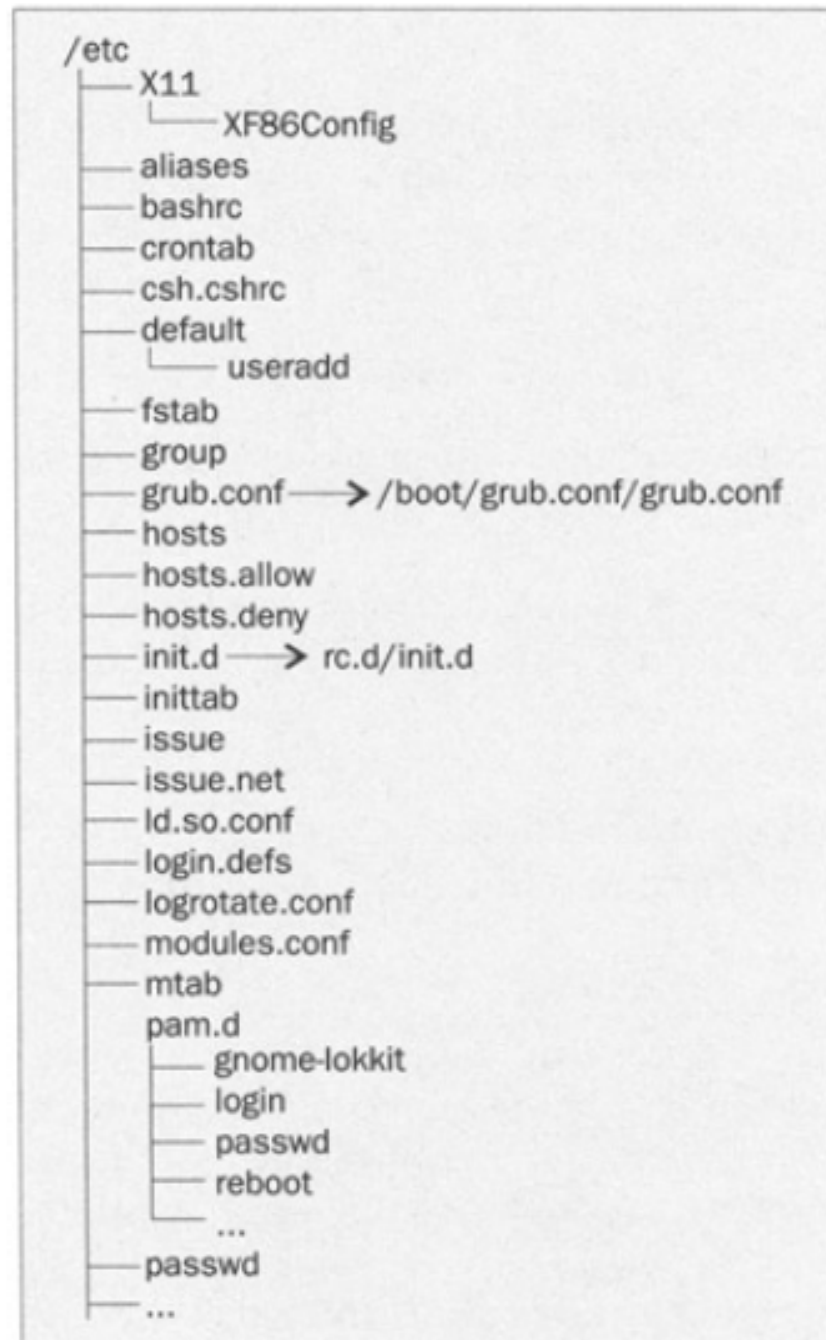 /etc
X11
XF86Config
aliases
bashrc
crontab
csh.cshrc
default
useradd
fstab
group
grub.conf /boot/grub.conf/grub.conf
hosts
hosts.allow
hosts.deny
init.d rc.d/init.d
inittab
issue
issue.net
ld.so.conf
login.defs
logrotate.conf
modules.conf
mtab
pam.d
gnome-lokkit
login
passwd
reboot
...
passwd
...